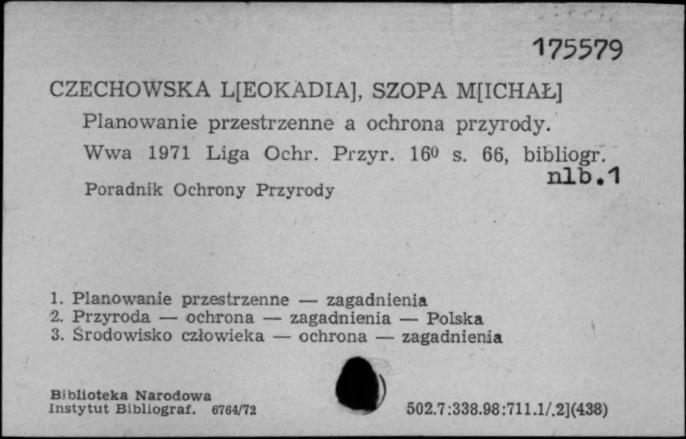 175579
CZECHOWSKA L[EOKADIA], SZOPA M[ICHAŁ]
Planowanie przestrzenne a ochrona przyrody.
Wwa 1971 Liga Ochr. Przyr. 16⁰ s. 66, bibliogr.
nlb.1
Poradnik Ochrony Przyrody
1. Planowanie przestrzenne — zagadnienia
2. Przyroda — ochrona — zagadnienia — Polska
3. Środowisko człowieka — ochrona — zagadnienia
Biblioteka Narodowa
Instytut Bibliograf. 6764/72
502.7:338.98:711.1/.2](438)